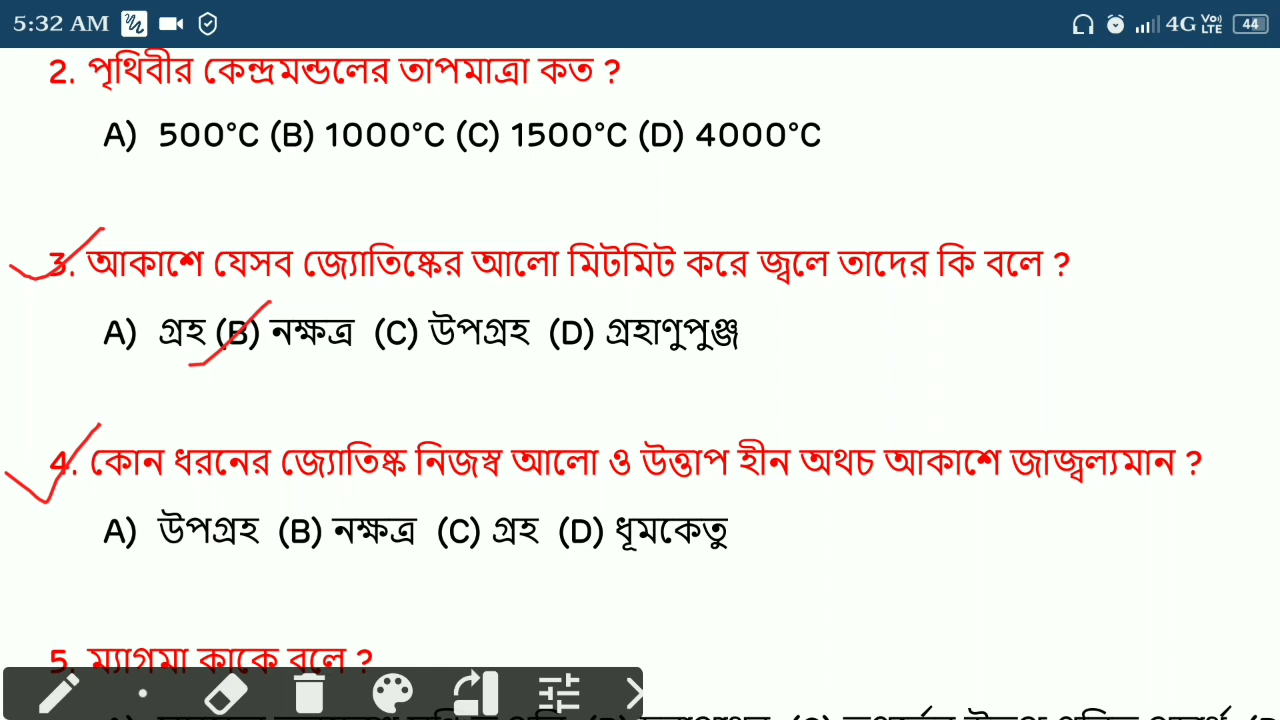 5:32 AM 4G Vo) LTE 44
2. পৃথিবীর কেন্দ্রমন্ডলের তাপমাত্রা কত ?
A) 500°C (B) 1000°C (C) 1500°C (D) 4000°C
3. আকাশে যেসব জ্যোতিষ্কের আলো মিটমিট করে জ্বলে তাদের কি বলে ?
A) গ্রহ (B) নক্ষত্র (C) উপগ্রহ (D) গ্রহাণুপুঞ্জ
4. কোন ধরনের জ্যোতিষ্ক নিজস্ব আলো ও উত্তাপ হীন অথচ আকাশে জাজ্বল্যমান ?
A) উপগ্রহ (B) নক্ষত্র (C) গ্রহ (D) ধূমকেতু
5. ম্যাগমা কাকে বলে ?